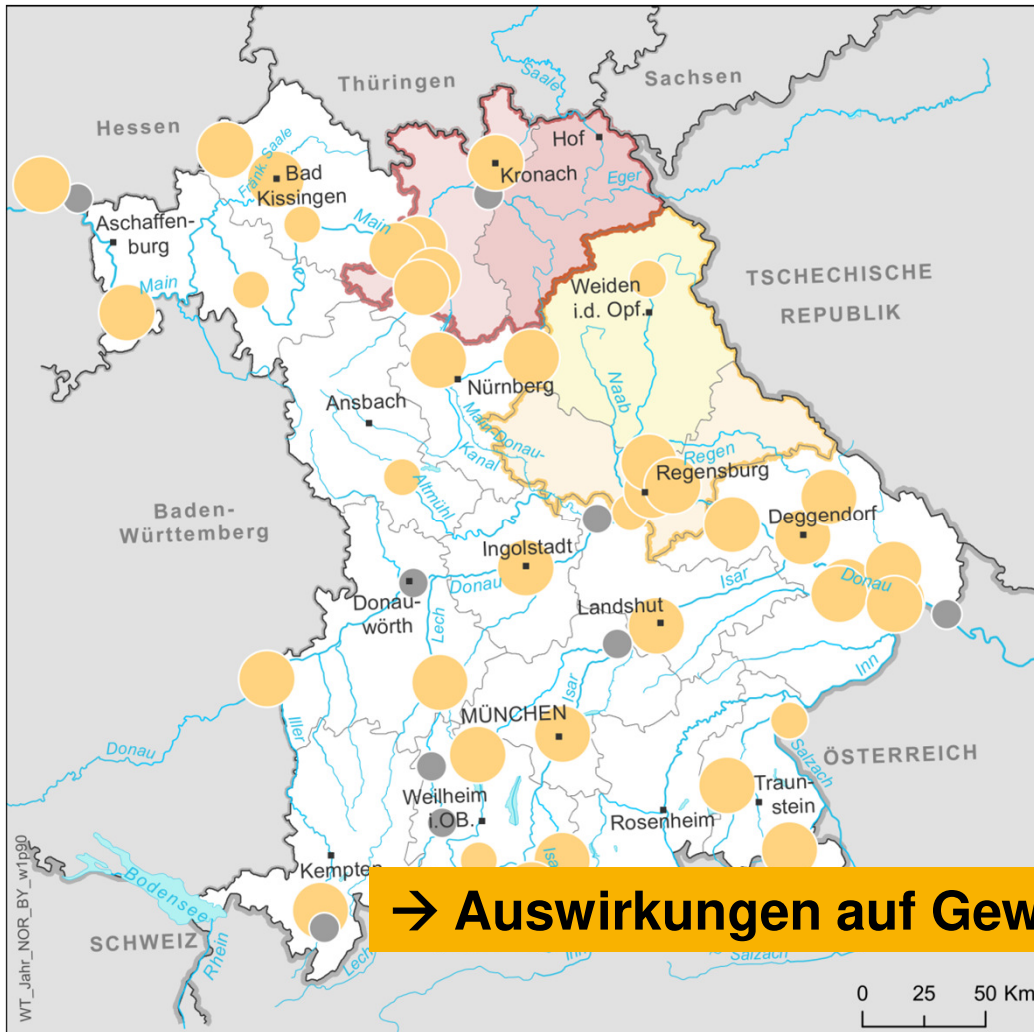 Thüringen
Sachsen
Saale
Hessen
Hof
Fränk. Saale
Kronach
Eger
Bad
Kissingen
Aschaffen-
burg
Main
Main
TSCHECHISCHE
REPUBLIK
Weiden
i.d. Opf.
Nürnberg
Naab
Ansbach
Main-Donau-
Kanal
Regen
Regensburg
Altmühl
Baden-
Württemberg
Deggendorf
Ingolstadt
Donau
Isar
Donau
Donau-
wörth
Landshut
Lech
Inn
Isar
Iller
MÜNCHEN
Donau
Salzach
ÖSTERREICH
Weilheim
i.OB.
Traun-
stein
Rosenheim
Isa
Kempten
WT_Jahr_NOR_BY_w1p90
Bodensee
→ Auswirkungen auf Gew
SCHWEIZ
Rhein
Lech
Inn
Salzach
0 25 50 Km